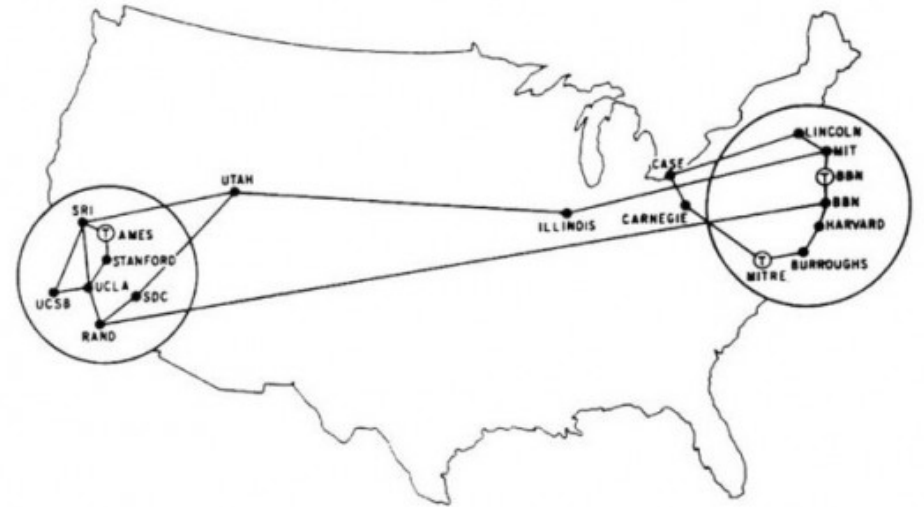 LINCOLN
MIT
CASE
T BBN
UTAH
BBN
SRI
ILLINOIS
CARNEGIE
HARVARD
T AMES
STANFORD
T
MITRE
BURROUGHS
UCLA
SDC
UCSB
RAND